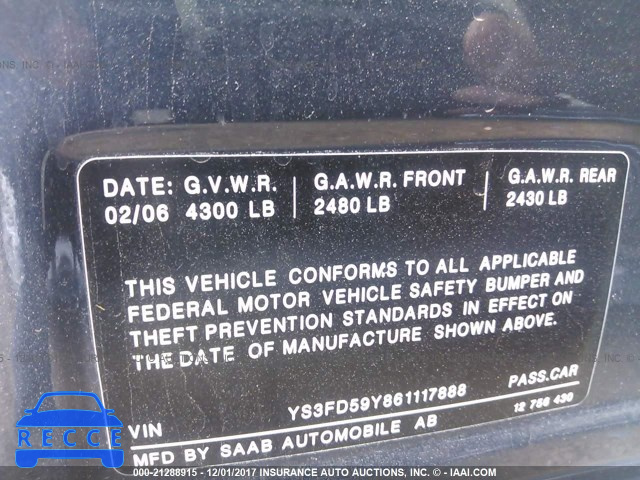 DATE: G.V.W.R. G.A.W.R. FRONT G.A.W.R. REAR
02/06 4300 LB 2480 LB 2430 LB
THIS VEHICLE CONFORMS TO ALL APPLICABLE
FEDERAL MOTOR VEHICLE SAFETY BUMPER AND
THEFT PREVENTION STANDARDS IN EFFECT ON
THE DATE OF MANUFACTURE SHOWN ABOVE.
VIN YS3FD59Y861117888 PASS.CAR
MFD BY SAAB AUTOMOBILE AB 12 756 430
RECCE
000-21288915 - 12/01/2017 INSURANCE AUTO AUCTIONS, INC. © - IAAI.COM